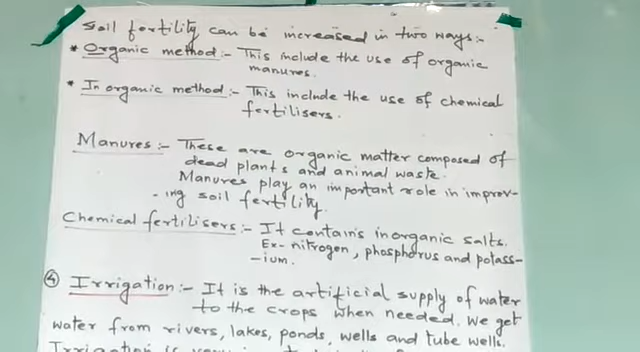 Soil fertility can be increased in two ways:-
* Organic method:- This include the use of organic
manures.
* In organic method:- This include the use of chemical
fertilisers.
Manures:- These are organic matter composed of
dead plants and animal waste.
Manures play an important role in improv-
-ing soil fertility.
Chemical fertilisers:- It contains inorganic salts.
Ex- nitrogen, phosphorus and potass-
-ium.
④ Irrigation:- It is the artificial supply of water
to the crops when needed. We get
water from rivers, lakes, ponds, wells and tube wells.
Irrigation is